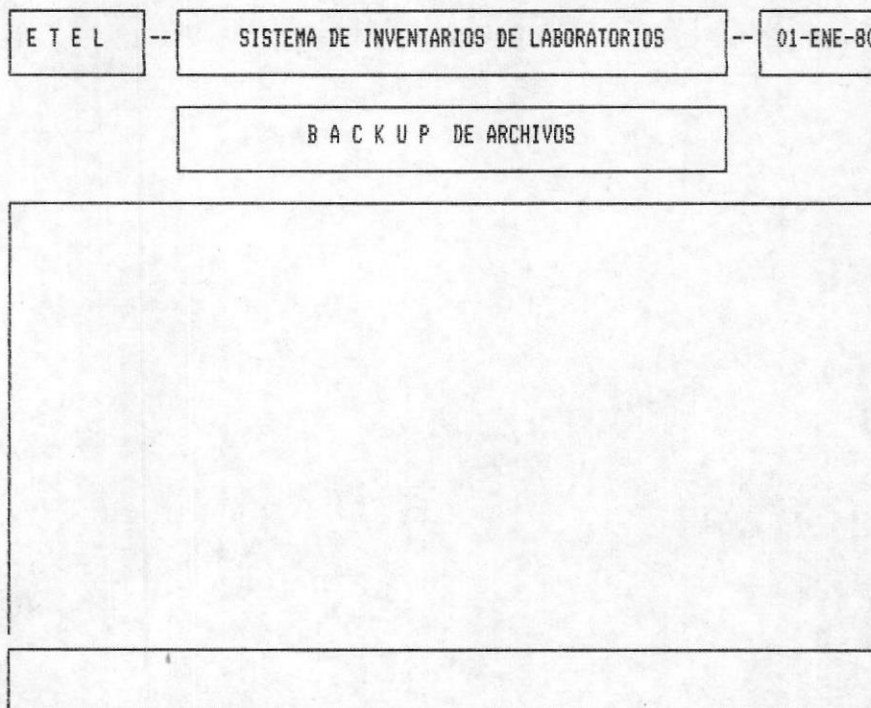 E T E L -- SISTEMA DE INVENTARIOS DE LABORATORIOS -- 01-ENE-80
B A C K U P DE ARCHIVOS